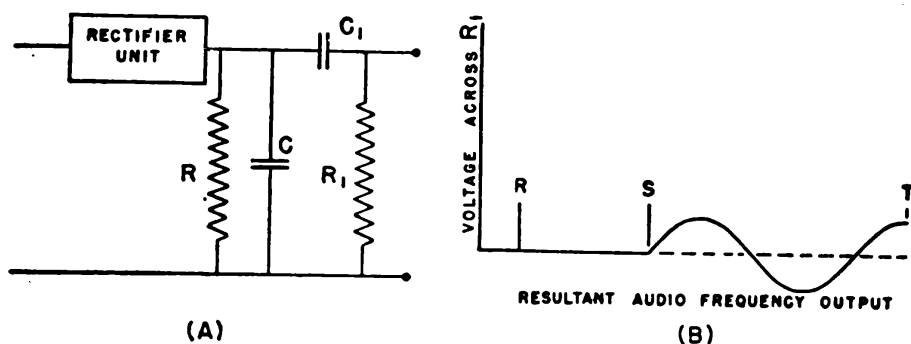 RECTIFIER
UNIT
C1
R
C
R1
(A)
VOLTAGE ACROSS R1
R
S
T
RESULTANT AUDIO FREQUENCY OUTPUT
(B)